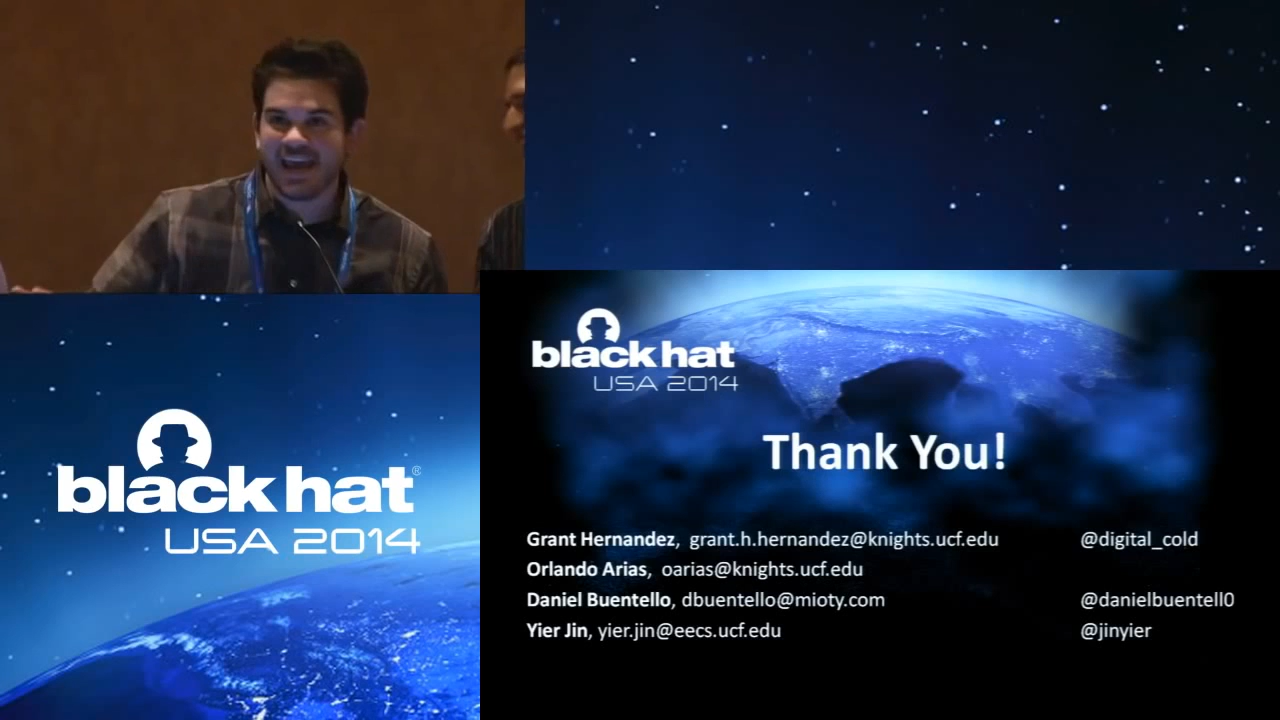 black hat
USA 2014
Thank You!
Grant Hernandez, grant.h.hernandez@knights.ucf.edu @digital_cold
Orlando Arias, oarias@knights.ucf.edu
Daniel Buentello, dbuentello@mioty.com @danielbuentell0
Yier Jin, yier.jin@eecs.ucf.edu @jinyier
black hat®
USA 2014